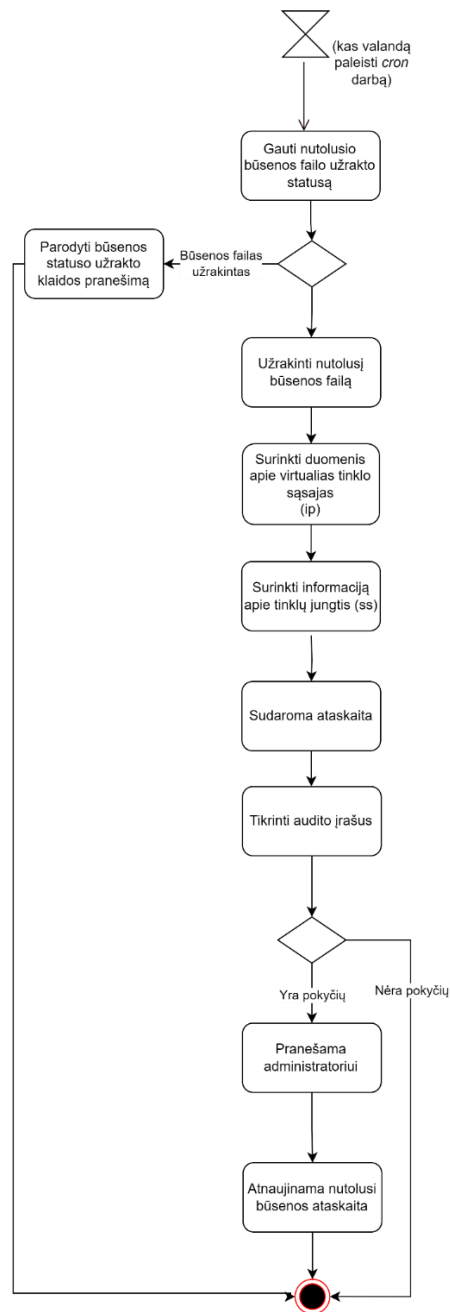 (kas valandą
paleisti cron
darbą)
Gauti nutolusio
būsenos failo užrakto
statusą
Parodyti būsenos
statuso užrakto
klaidos pranešimą
Būsenos failas
užrakintas
Užrakinti nutolusį
būsenos failą
Surinkti duomenis
apie virtualias tinklo
sąsajas
(ip)
Surinkti informaciją
apie tinklų jungtis (ss)
Sudaroma ataskaita
Tikrinti audito įrašus
Yra pokyčių
Nėra pokyčių
Pranešama
administratoriui
Atnaujinama nutolusi
būsenos ataskaita